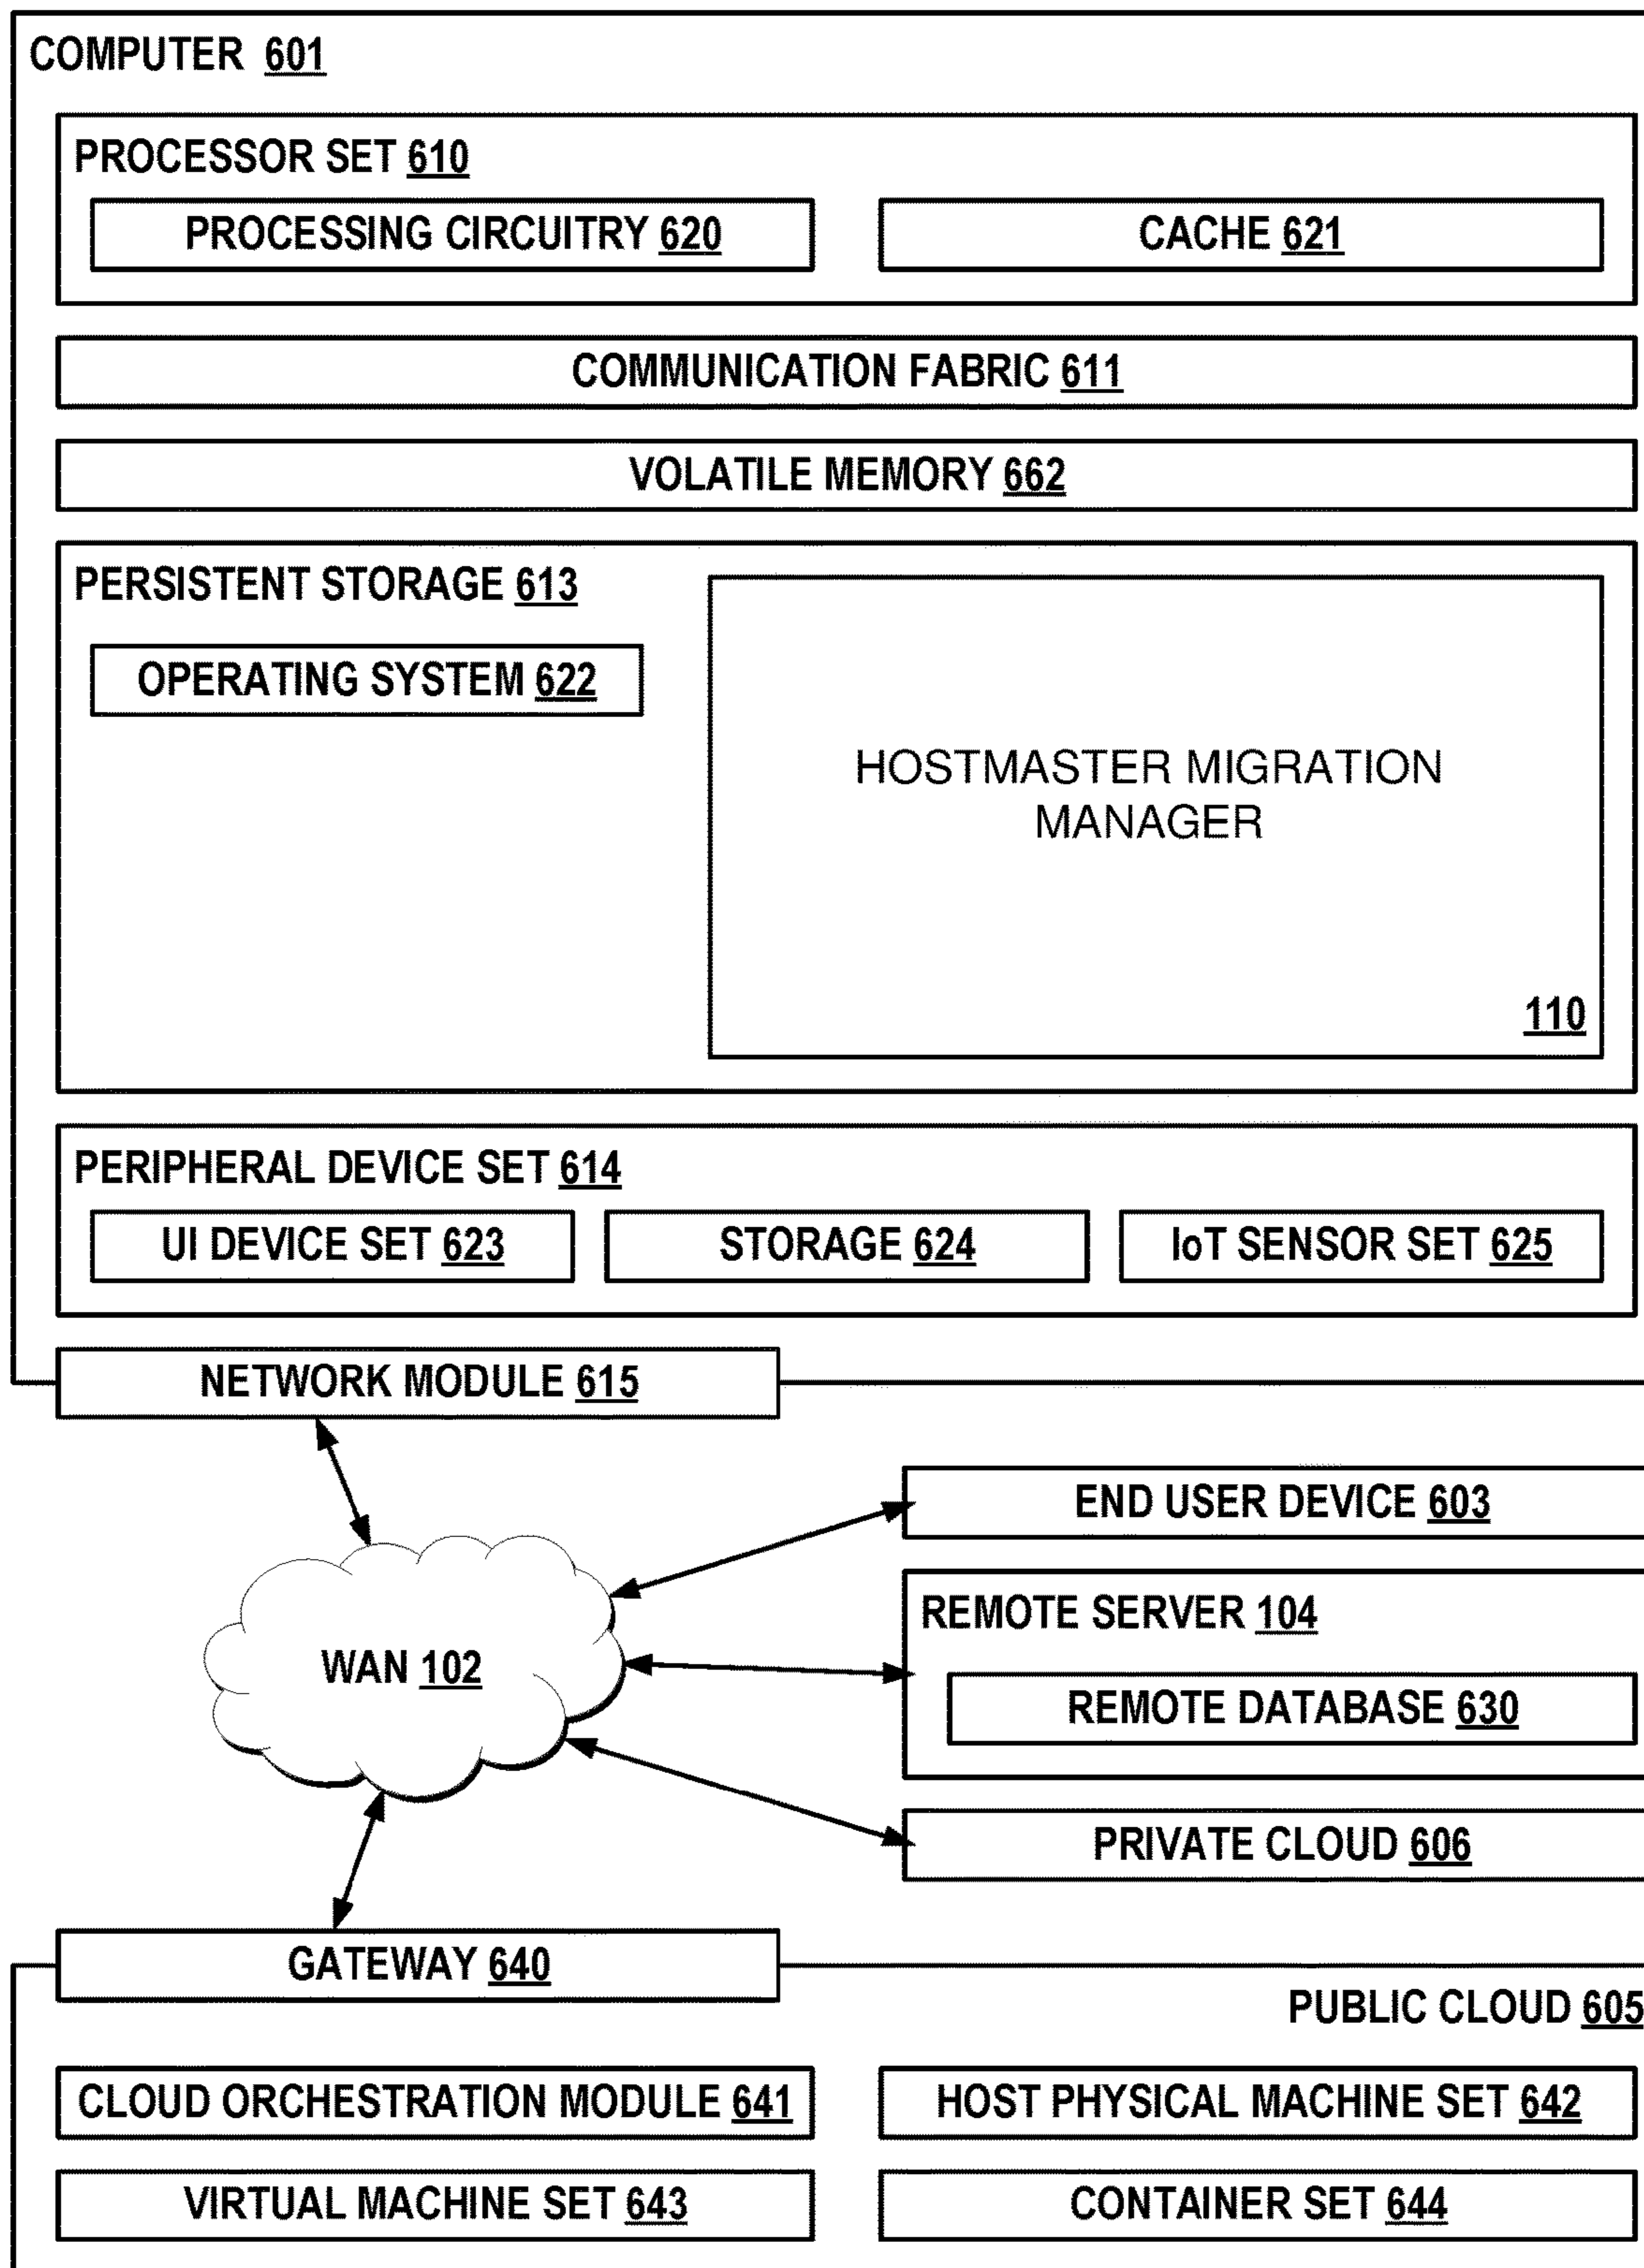 COMPUTER 601
PROCESSOR SET 610
PROCESSING CIRCUITRY 620
CACHE 621
COMMUNICATION FABRIC 611
VOLATILE MEMORY 662
PERSISTENT STORAGE 613
OPERATING SYSTEM 622
HOSTMASTER MIGRATION
MANAGER
110
PERIPHERAL DEVICE SET 614
UI DEVICE SET 623
STORAGE 624
IoT SENSOR SET 625
NETWORK MODULE 615
END USER DEVICE 603
REMOTE SERVER 104
WAN 102
REMOTE DATABASE 630
PRIVATE CLOUD 606
GATEWAY 640
PUBLIC CLOUD 605
CLOUD ORCHESTRATION MODULE 641
HOST PHYSICAL MACHINE SET 642
VIRTUAL MACHINE SET 643
CONTAINER SET 644